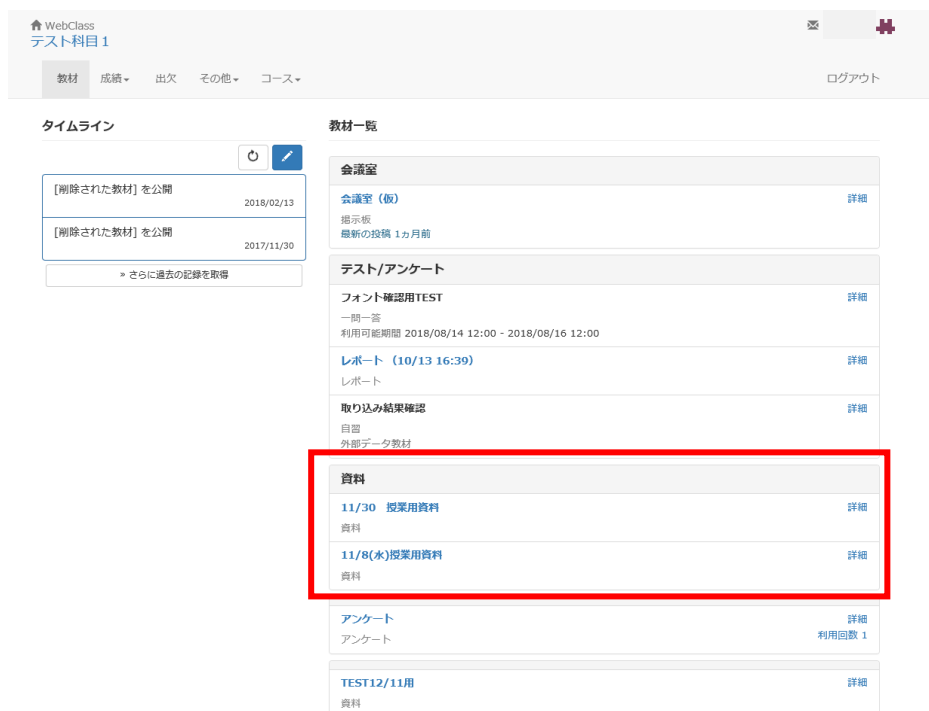 WebClass
テスト科目1
教材 成績 出欠 その他 コース ログアウト
タイムライン
[削除された教材] を公開
2018/02/13
[削除された教材] を公開
2017/11/30
» さらに過去の記録を取得
教材一覧
会議室
会議室（仮） 詳細
掲示板
最新の投稿 1ヵ月前
テスト/アンケート
フォント確認用TEST 詳細
一問一答
利用可能期間 2018/08/14 12:00 - 2018/08/16 12:00
レポート （10/13 16:39） 詳細
レポート
取り込み結果確認 詳細
自習
外部データ教材
資料
11/30　授業用資料 詳細
資料
11/8(水)授業用資料 詳細
資料
アンケート 詳細
アンケート 利用回数 1
TEST12/11用 詳細
資料